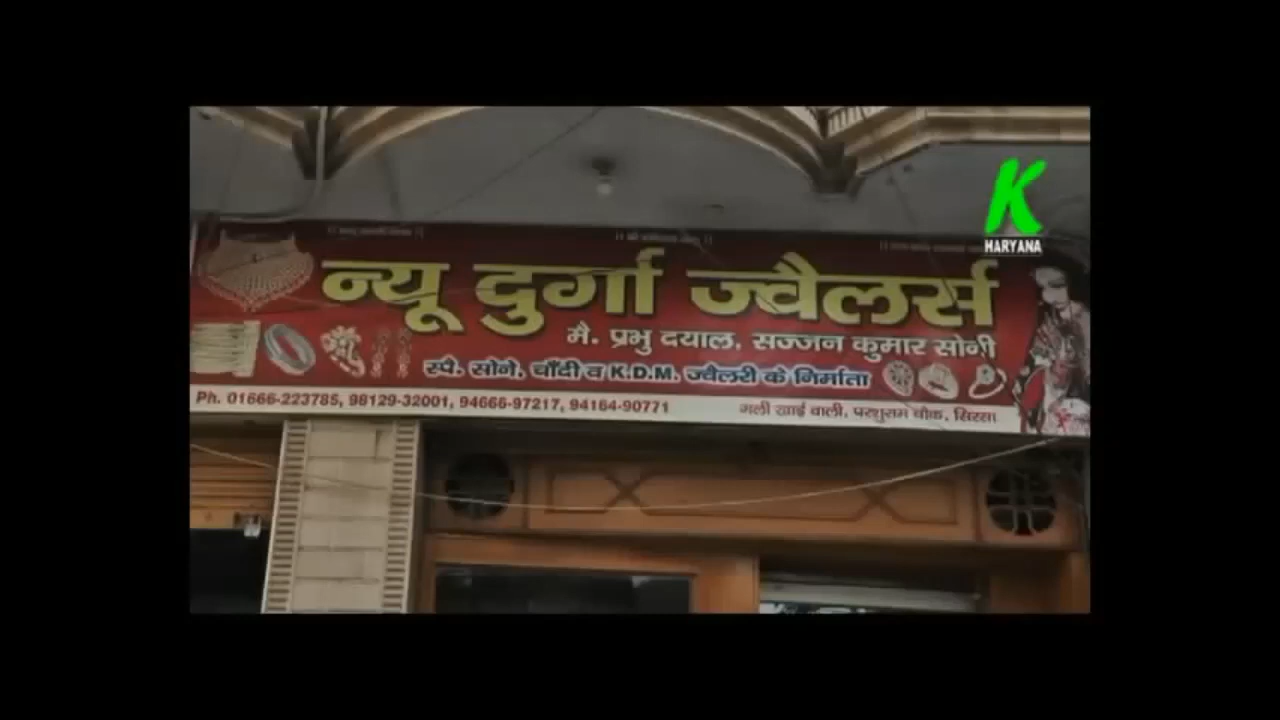 K
HARYANA
न्यू दुर्गा ज्वैलर्स
मै. प्रभु दयाल, सज्जन कुमार सोनी
स्पै. सोने, चाँदी व K.D.M. ज्वैलरी के निर्माता
Ph. 01666-223785, 98129-32001, 94666-97217, 94164-90771
गली खाई वाली, परशुराम चौक, सिरसा